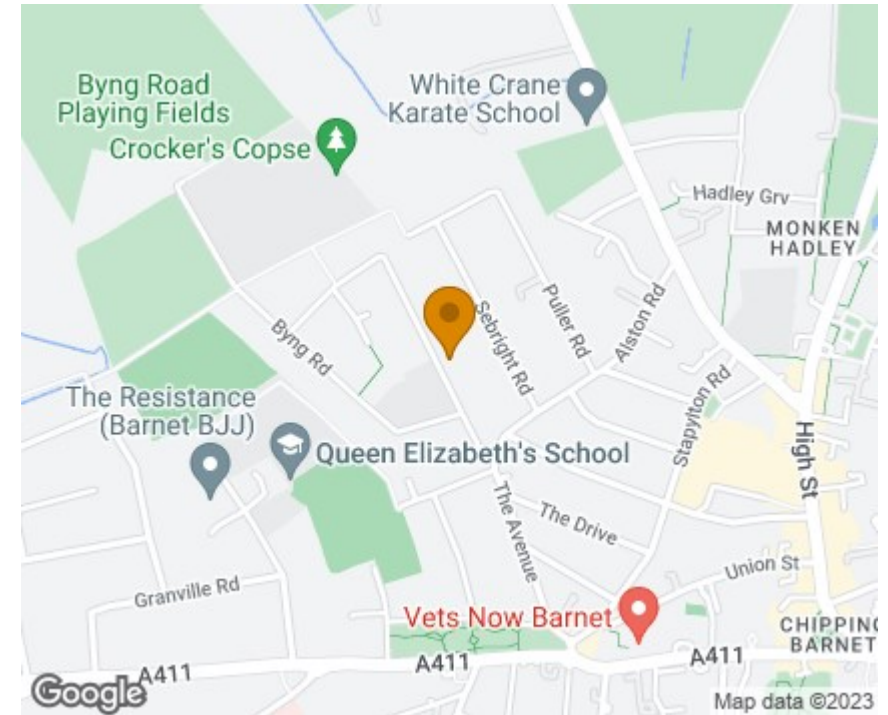 Byng Road
Playing Fields
White Crane
Karate School
Crocker's Copse
Hadley Grv
MONKEN
HADLEY
Sebright Rd
Puller Rd
Alston Rd
Byng Rd
Stapylton Rd
The Resistance
(Barnet BJJ)
High St
Queen Elizabeth's School
The Avenue
The Drive
Union St
Granville Rd
Vets Now Barnet
CHIPPING
BARNET
A411
A411
A411
Google
Map data ©2023